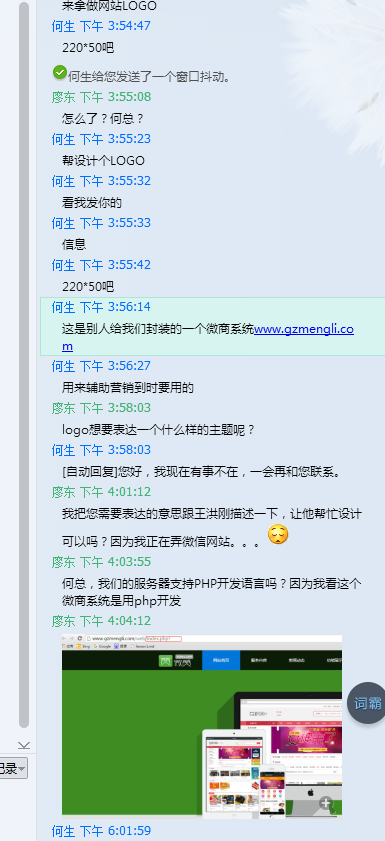 来拿做网站LOGO
何生 下午 3:54:47
220*50吧
何生给您发送了一个窗口抖动。
廖东 下午 3:55:08
怎么了？何总？
何生 下午 3:55:23
帮设计个LOGO
何生 下午 3:55:32
看我发你的
何生 下午 3:55:33
信息
何生 下午 3:55:42
220*50吧
何生 下午 3:56:14
这是别人给我们封装的一个微商系统www.gzmengli.co
m
何生 下午 3:56:27
用来辅助营销到时要用的
廖东 下午 3:58:03
logo想要表达一个什么样的主题呢？
何生 下午 3:58:03
[自动回复]您好，我现在有事不在，一会再和您联系。
廖东 下午 4:01:12
我把您需要表达的意思跟王洪刚描述一下，让他帮忙设计
可以吗？因为我正在弄微信网站。。。
廖东 下午 4:03:55
何总，我们的服务器支持PHP开发语言吗？因为我看这个
微商系统是用php开发
廖东 下午 4:04:12
www.gzmengli.com/web/index.php?
网站首页
词霸
记录
何生 下午 6:01:59